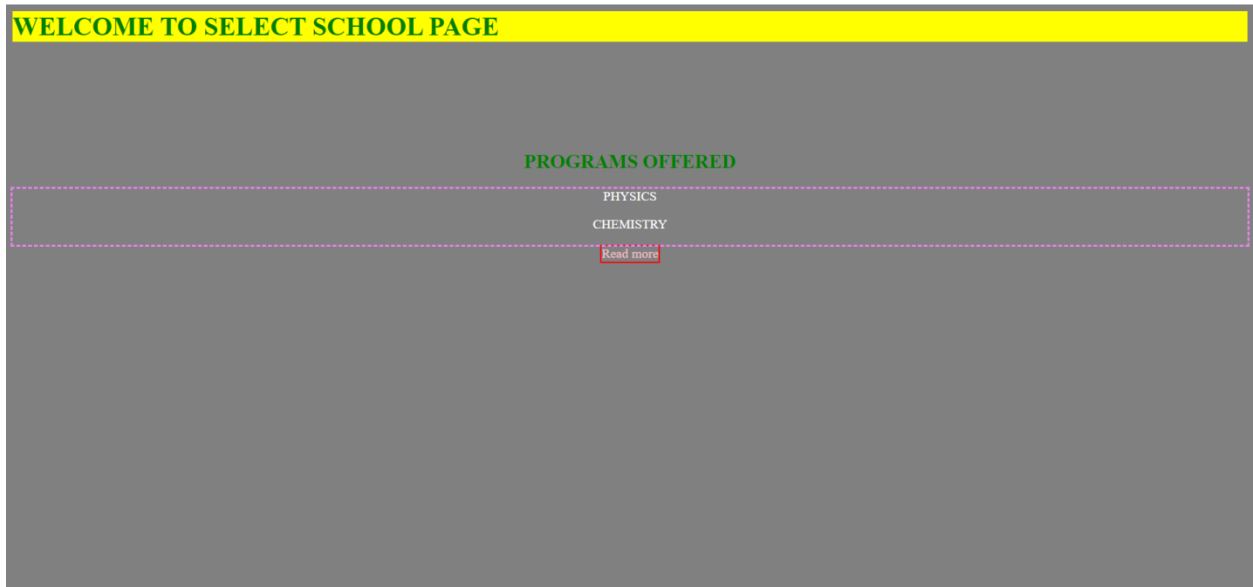 WELCOME TO SELECT SCHOOL PAGE
PROGRAMS OFFERED
PHYSICS
CHEMISTRY
Read more